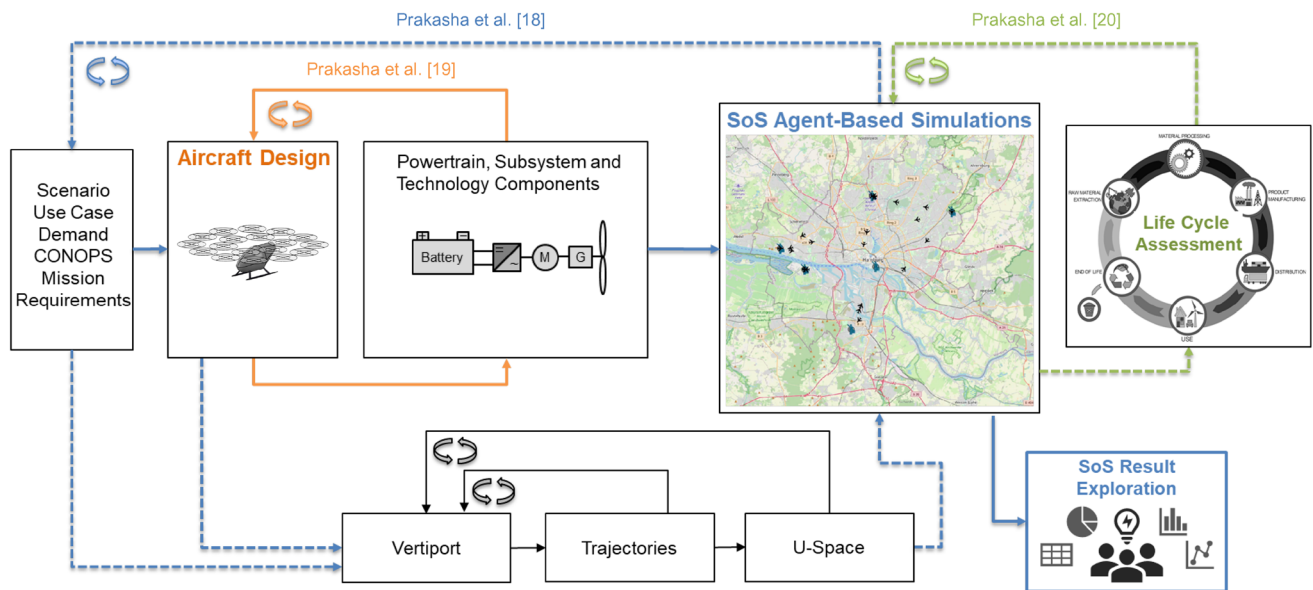 Prakasha et al. [18]
Prakasha et al. [20]
Prakasha et al. [19]
Scenario
Use Case
Demand
CONOPS
Mission
Requirements
Aircraft Design
Powertrain, Subsystem and
Technology Components
Battery
M
G
SoS Agent-Based Simulations
Hamburg
MATERIAL PROCESSING
RAW MATERIAL
EXTRACTION
PRODUCT
MANUFACTURING
Life Cycle
Assessment
END OF LIFE
DISTRIBUTION
USE
Vertiport
Trajectories
U-Space
SoS Result
Exploration